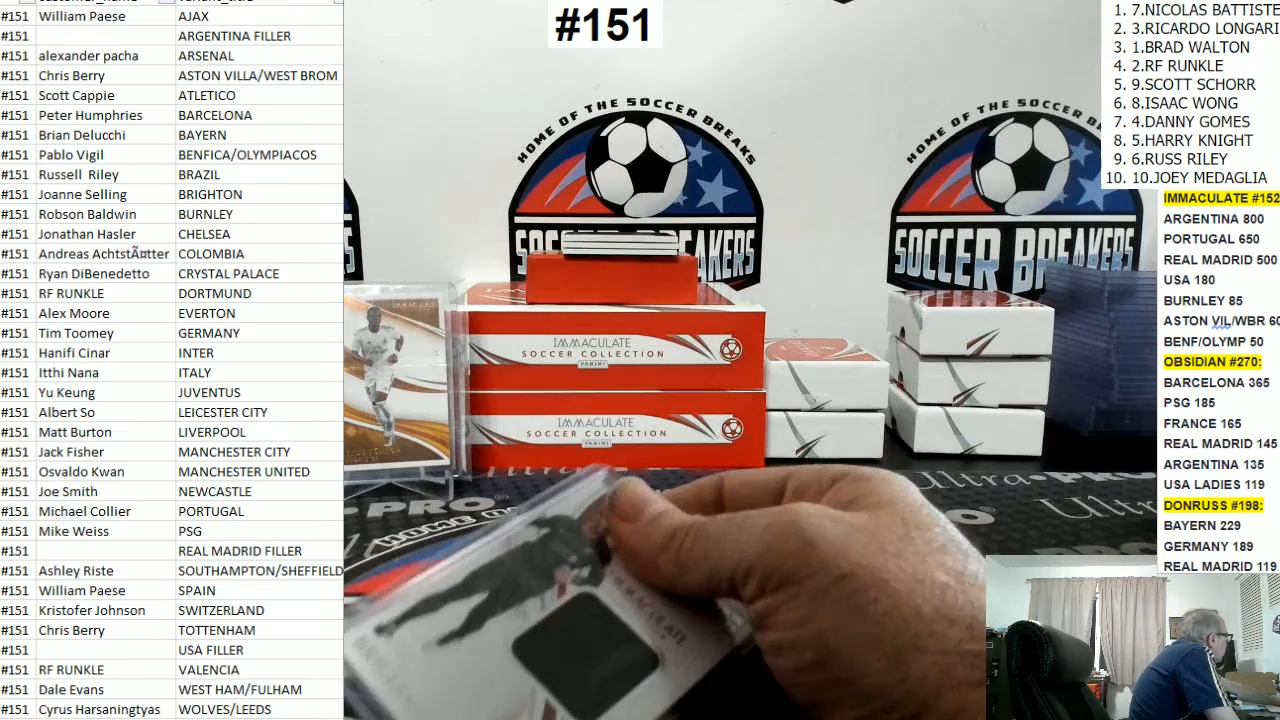 #151 William Paese AJAX
#151 ARGENTINA FILLER
#151 alexander pacha ARSENAL
#151 Chris Berry ASTON VILLA/WEST BROM
#151 Scott Cappie ATLETICO
#151 Peter Humphries BARCELONA
#151 Brian Delucchi BAYERN
#151 Pablo Vigil BENFICA/OLYMPIACOS
#151 Russell Riley BRAZIL
#151 Joanne Selling BRIGHTON
#151 Robson Baldwin BURNLEY
#151 Jonathan Hasler CHELSEA
#151 Andreas AchtstÃ¤tter COLOMBIA
#151 Ryan DiBenedetto CRYSTAL PALACE
#151 RF RUNKLE DORTMUND
#151 Alex Moore EVERTON
#151 Tim Toomey GERMANY
#151 Hanifi Cinar INTER
#151 Itthi Nana ITALY
#151 Yu Keung JUVENTUS
#151 Albert So LEICESTER CITY
#151 Matt Burton LIVERPOOL
#151 Jack Fisher MANCHESTER CITY
#151 Osvaldo Kwan MANCHESTER UNITED
#151 Joe Smith NEWCASTLE
#151 Michael Collier PORTUGAL
#151 Mike Weiss PSG
#151 REAL MADRID FILLER
#151 Ashley Riste SOUTHAMPTON/SHEFFIELD
#151 William Paese SPAIN
#151 Kristofer Johnson SWITZERLAND
#151 Chris Berry TOTTENHAM
#151 USA FILLER
#151 RF RUNKLE VALENCIA
#151 Dale Evans WEST HAM/FULHAM
#151 Cyrus Harsaningtyas WOLVES/LEEDS
#151
HOME OF THE SOCCER BREAKS
SOCCER BREAKERS
HOME OF THE SOCCER BREAKS
SOCCER BREAKERS
IMMACULATE
SOCCER COLLECTION
PANINI
IMMACULATE
SOCCER COLLECTION
PANINI
1. 7.NICOLAS BATTISTE
2. 3.RICARDO LONGARI
3. 1.BRAD WALTON
4. 2.RF RUNKLE
5. 9.SCOTT SCHORR
6. 8.ISAAC WONG
7. 4.DANNY GOMES
8. 5.HARRY KNIGHT
9. 6.RUSS RILEY
10. 10.JOEY MEDAGLIA
IMMACULATE #152
ARGENTINA 800
PORTUGAL 650
REAL MADRID 500
USA 180
BURNLEY 85
ASTON VIL/WBR 60
BENF/OLYMP 50
OBSIDIAN #270:
BARCELONA 365
PSG 185
FRANCE 165
REAL MADRID 145
ARGENTINA 135
USA LADIES 119
DONRUSS #198:
BAYERN 229
GERMANY 189
REAL MADRID 119